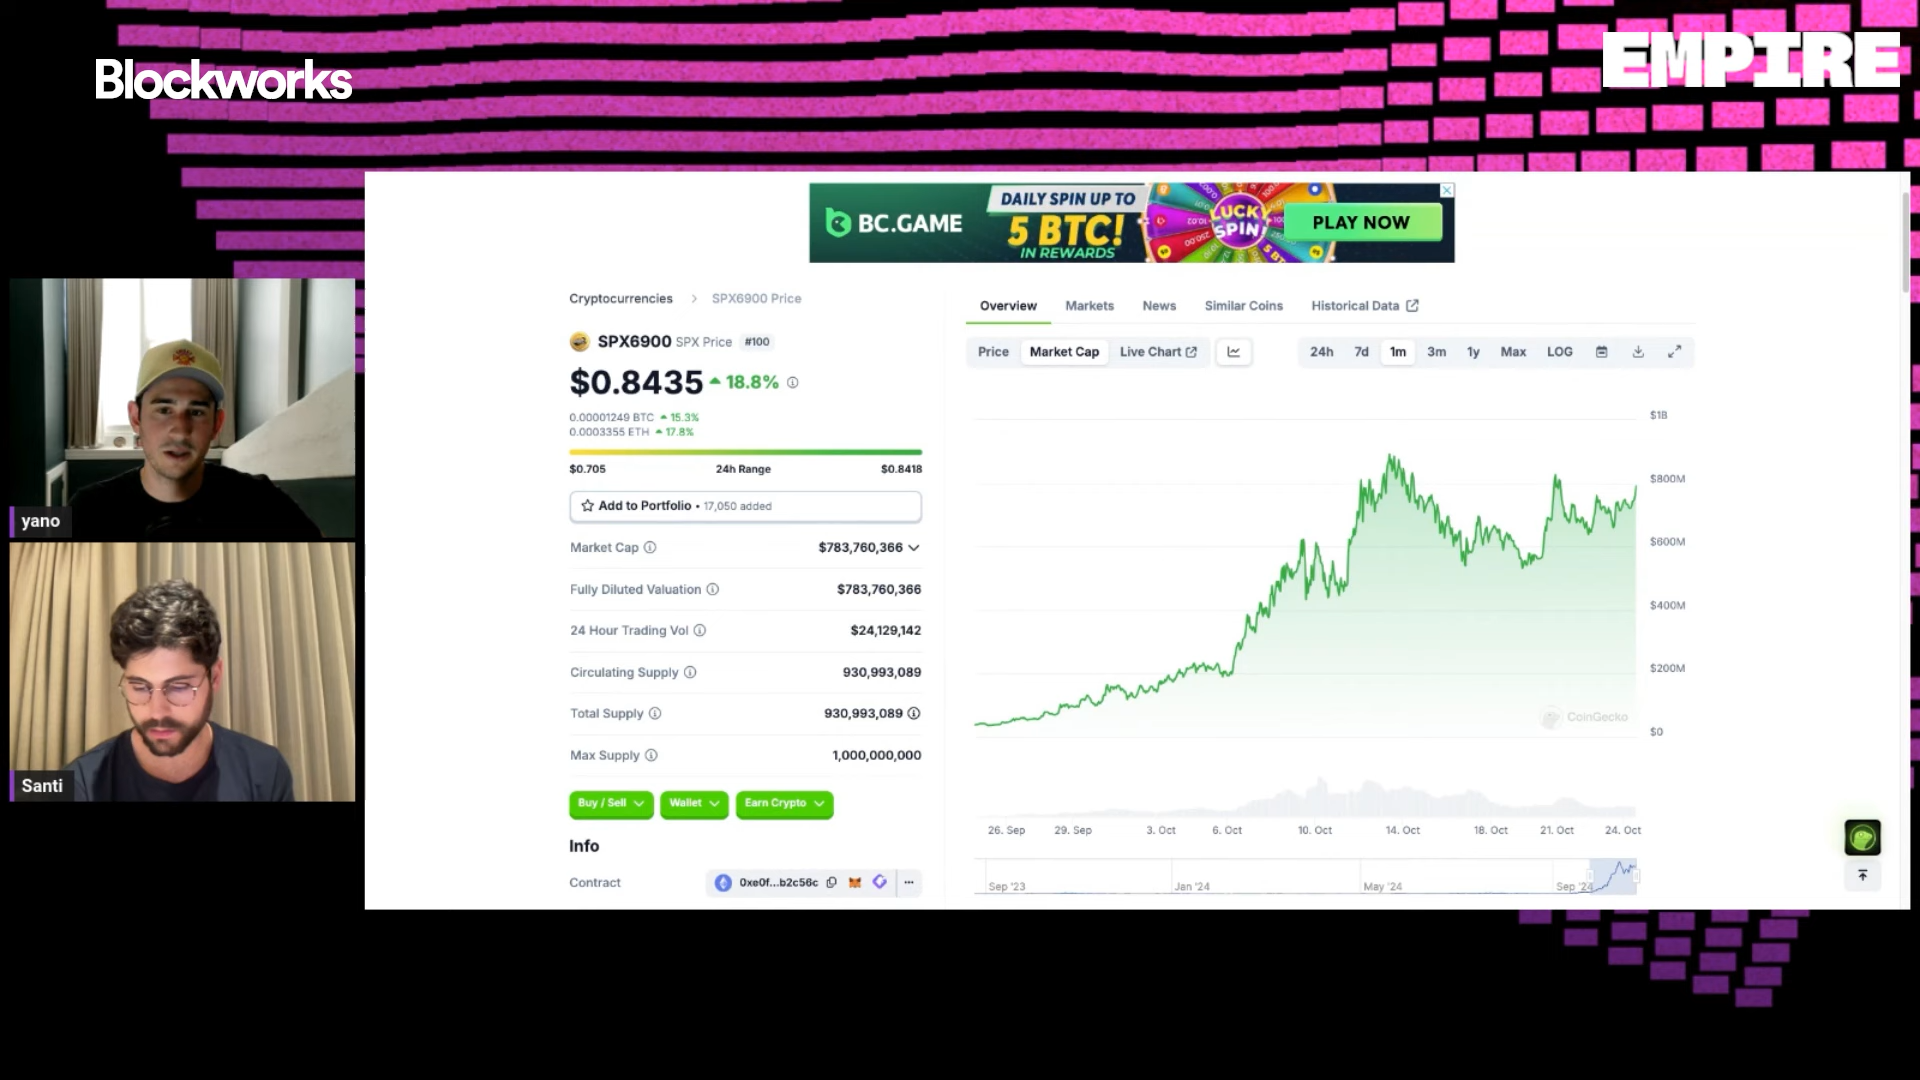 Blockworks
EMPIRE
BC.GAME
DAILY SPIN UP TO
5 BTC!
IN REWARDS
LUCKY
SPIN!
PLAY NOW
Cryptocurrencies > SPX6900 Price
SPX6900 SPX Price #100
$0.8435 18.8%
0.00001249 BTC 15.3%
0.0003355 ETH 17.8%
$0.705 24h Range $0.8418
Add to Portfolio • 17,050 added
Market Cap $783,760,366
Fully Diluted Valuation $783,760,366
24 Hour Trading Vol $24,129,142
Circulating Supply 930,993,089
Total Supply 930,993,089
Max Supply 1,000,000,000
Buy / Sell Wallet Earn Crypto
Info
Contract 0xe0f...b2c56c
Overview Markets News Similar Coins Historical Data
Price Market Cap Live Chart 24h 7d 1m 3m 1y Max LOG
$1B
$800M
$600M
$400M
$200M
$0
CoinGecko
26. Sep 29. Sep 3. Oct 6. Oct 10. Oct 14. Oct 18. Oct 21. Oct 24. Oct
Sep '23 Jan '24 May '24 Sep '24
yano
Santi